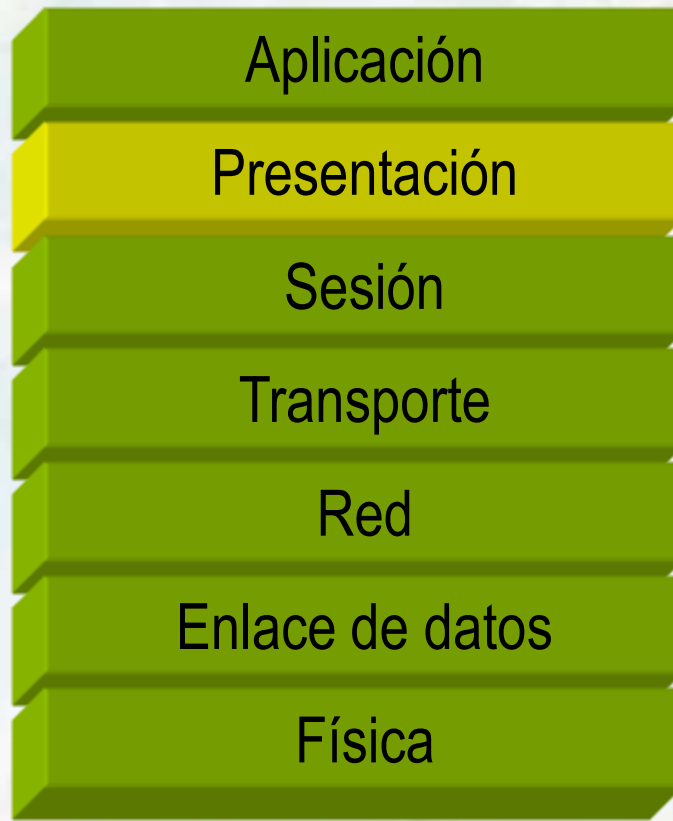 Aplicación
Presentación
Sesión
Transporte
Red
Enlace de datos
Física